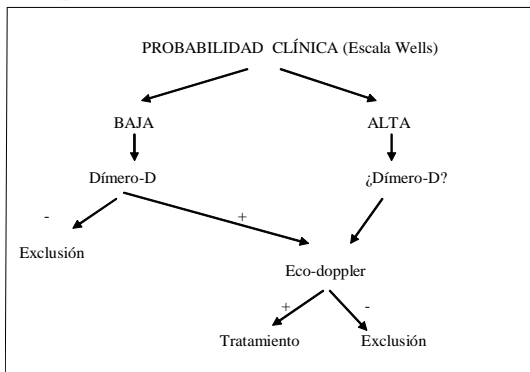 PROBABILIDAD CLÍNICA (Escala Wells)
BAJA
ALTA
Dímero-D
¿Dímero-D?
-
+
Exclusión
Eco-doppler
+
-
Tratamiento
Exclusión